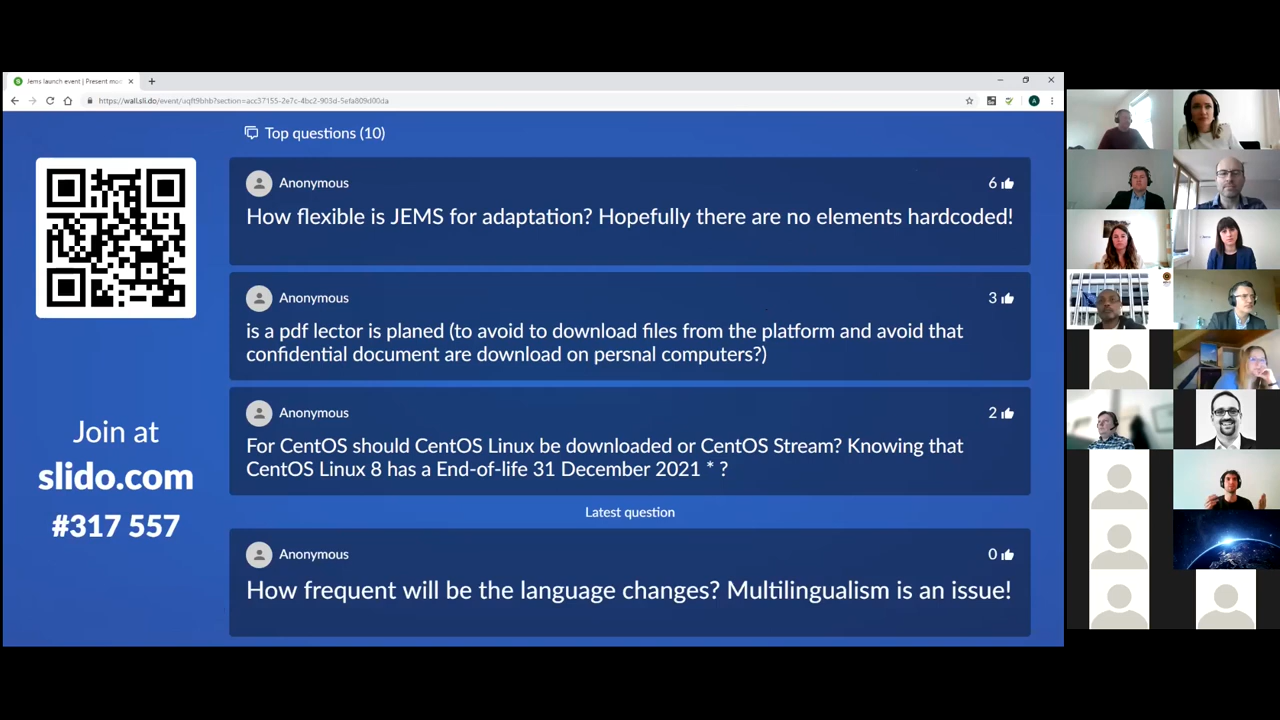 Jems launch event | Present mo
https://wall.sli.do/event/uqft9bhb?section=acc37155-2e7c-4bc2-903d-5efa809d00da
Top questions (10)
Anonymous
6
How flexible is JEMS for adaptation? Hopefully there are no elements hardcoded!
Anonymous
3
is a pdf lector is planed (to avoid to download files from the platform and avoid that
confidential document are download on persnal computers?)
Anonymous
2
For CentOS should CentOS Linux be downloaded or CentOS Stream? Knowing that
CentOS Linux 8 has a End-of-life 31 December 2021 * ?
Latest question
Anonymous
0
How frequent will be the language changes? Multilingualism is an issue!
Join at
slido.com
#317 557